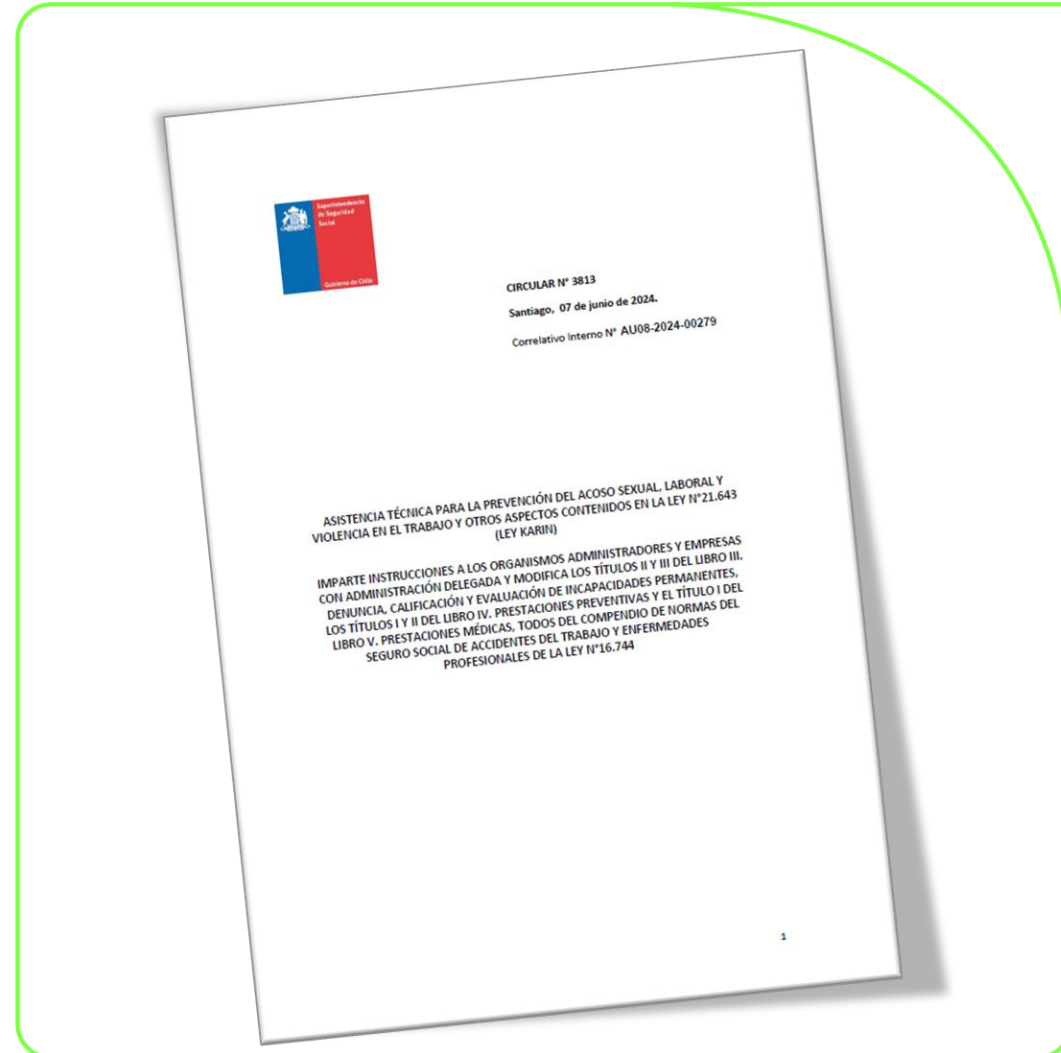 Superintendencia
de Seguridad
Social
Gobierno de Chile
CIRCULAR N° 3813
Santiago, 07 de junio de 2024.
Correlativo Interno N° AU08-2024-00279
ASISTENCIA TÉCNICA PARA LA PREVENCIÓN DEL ACOSO SEXUAL, LABORAL Y
VIOLENCIA EN EL TRABAJO Y OTROS ASPECTOS CONTENIDOS EN LA LEY N°21.643
(LEY KARIN)
IMPARTE INSTRUCCIONES A LOS ORGANISMOS ADMINISTRADORES Y EMPRESAS
CON ADMINISTRACIÓN DELEGADA Y MODIFICA LOS TÍTULOS II Y III DEL LIBRO III.
DENUNCIA, CALIFICACIÓN Y EVALUACIÓN DE INCAPACIDADES PERMANENTES,
LOS TÍTULOS I Y II DEL LIBRO IV. PRESTACIONES PREVENTIVAS Y EL TÍTULO I DEL
LIBRO V. PRESTACIONES MÉDICAS, TODOS DEL COMPENDIO DE NORMAS DEL
SEGURO SOCIAL DE ACCIDENTES DEL TRABAJO Y ENFERMEDADES
PROFESIONALES DE LA LEY N°16.744
1